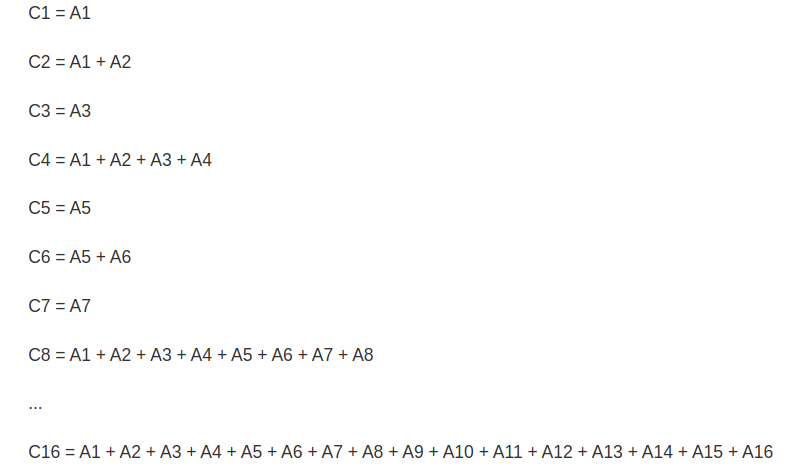 C1 = A1
C2 = A1 + A2
C3 = A3
C4 = A1 + A2 + A3 + A4
C5 = A5
C6 = A5 + A6
C7 = A7
C8 = A1 + A2 + A3 + A4 + A5 + A6 + A7 + A8
...
C16 = A1 + A2 + A3 + A4 + A5 + A6 + A7 + A8 + A9 + A10 + A11 + A12 + A13 + A14 + A15 + A16